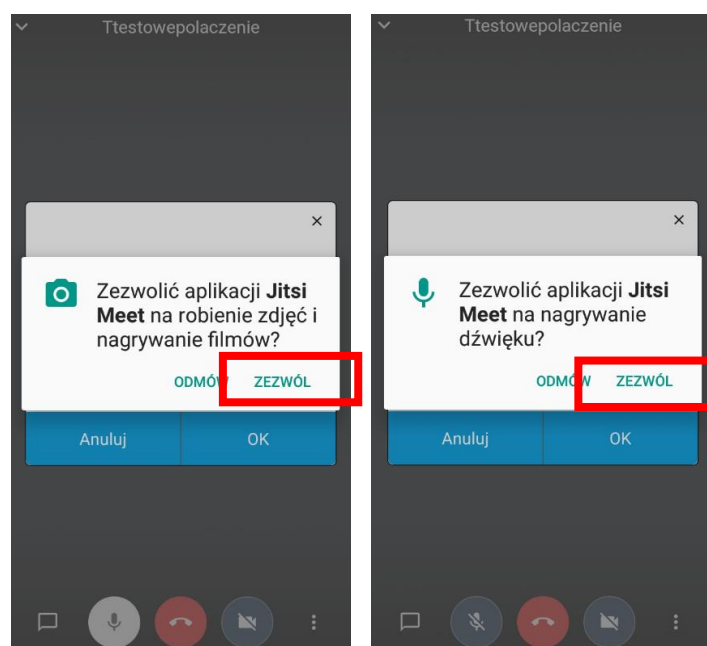 Ttestowepolaczenie
Zezwolić aplikacji Jitsi
Meet na robienie zdjęć i
nagrywanie filmów?
ODMÓW ZEZWÓL
Anuluj OK
Ttestowepolaczenie
Zezwolić aplikacji Jitsi
Meet na nagrywanie
dźwięku?
ODMÓW ZEZWÓL
Anuluj OK